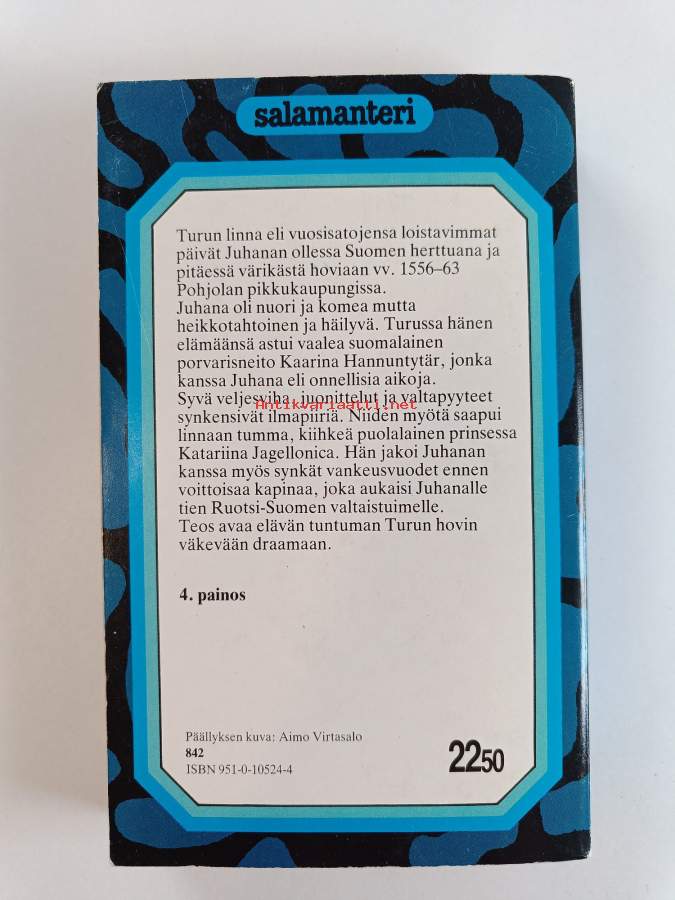 salamanteri
Turun linna eli vuosisatojensa loistavimmat
päivät Juhanan ollessa Suomen herttuana ja
pitäessä värikästä hoviaan vv. 1556–63
Pohjolan pikkukaupungissa.
Juhana oli nuori ja komea mutta
heikkotahtoinen ja häilyvä. Turussa hänen
elämäänsä astui vaalea suomalainen
porvarisneito Kaarina Hannuntytär, jonka
kanssa Juhana eli onnellisia aikoja.
Syvä veljesviha, juonittelut ja valtapyyteet
Antikvariaatti.net
synkensivät ilmapiiriä. Niiden myötä saapui
linnaan tumma, kiihkeä puolalainen prinsessa
Katariina Jagellonica. Hän jakoi Juhanan
kanssa myös synkät vankeusvuodet ennen
voittoisaa kapinaa, joka aukaisi Juhanalle
tien Ruotsi-Suomen valtaistuimelle.
Teos avaa elävän tuntuman Turun hovin
väkevään draamaan.
4. painos
Päällyksen kuva: Aimo Virtasalo
842
ISBN 951-0-10524-4
2250